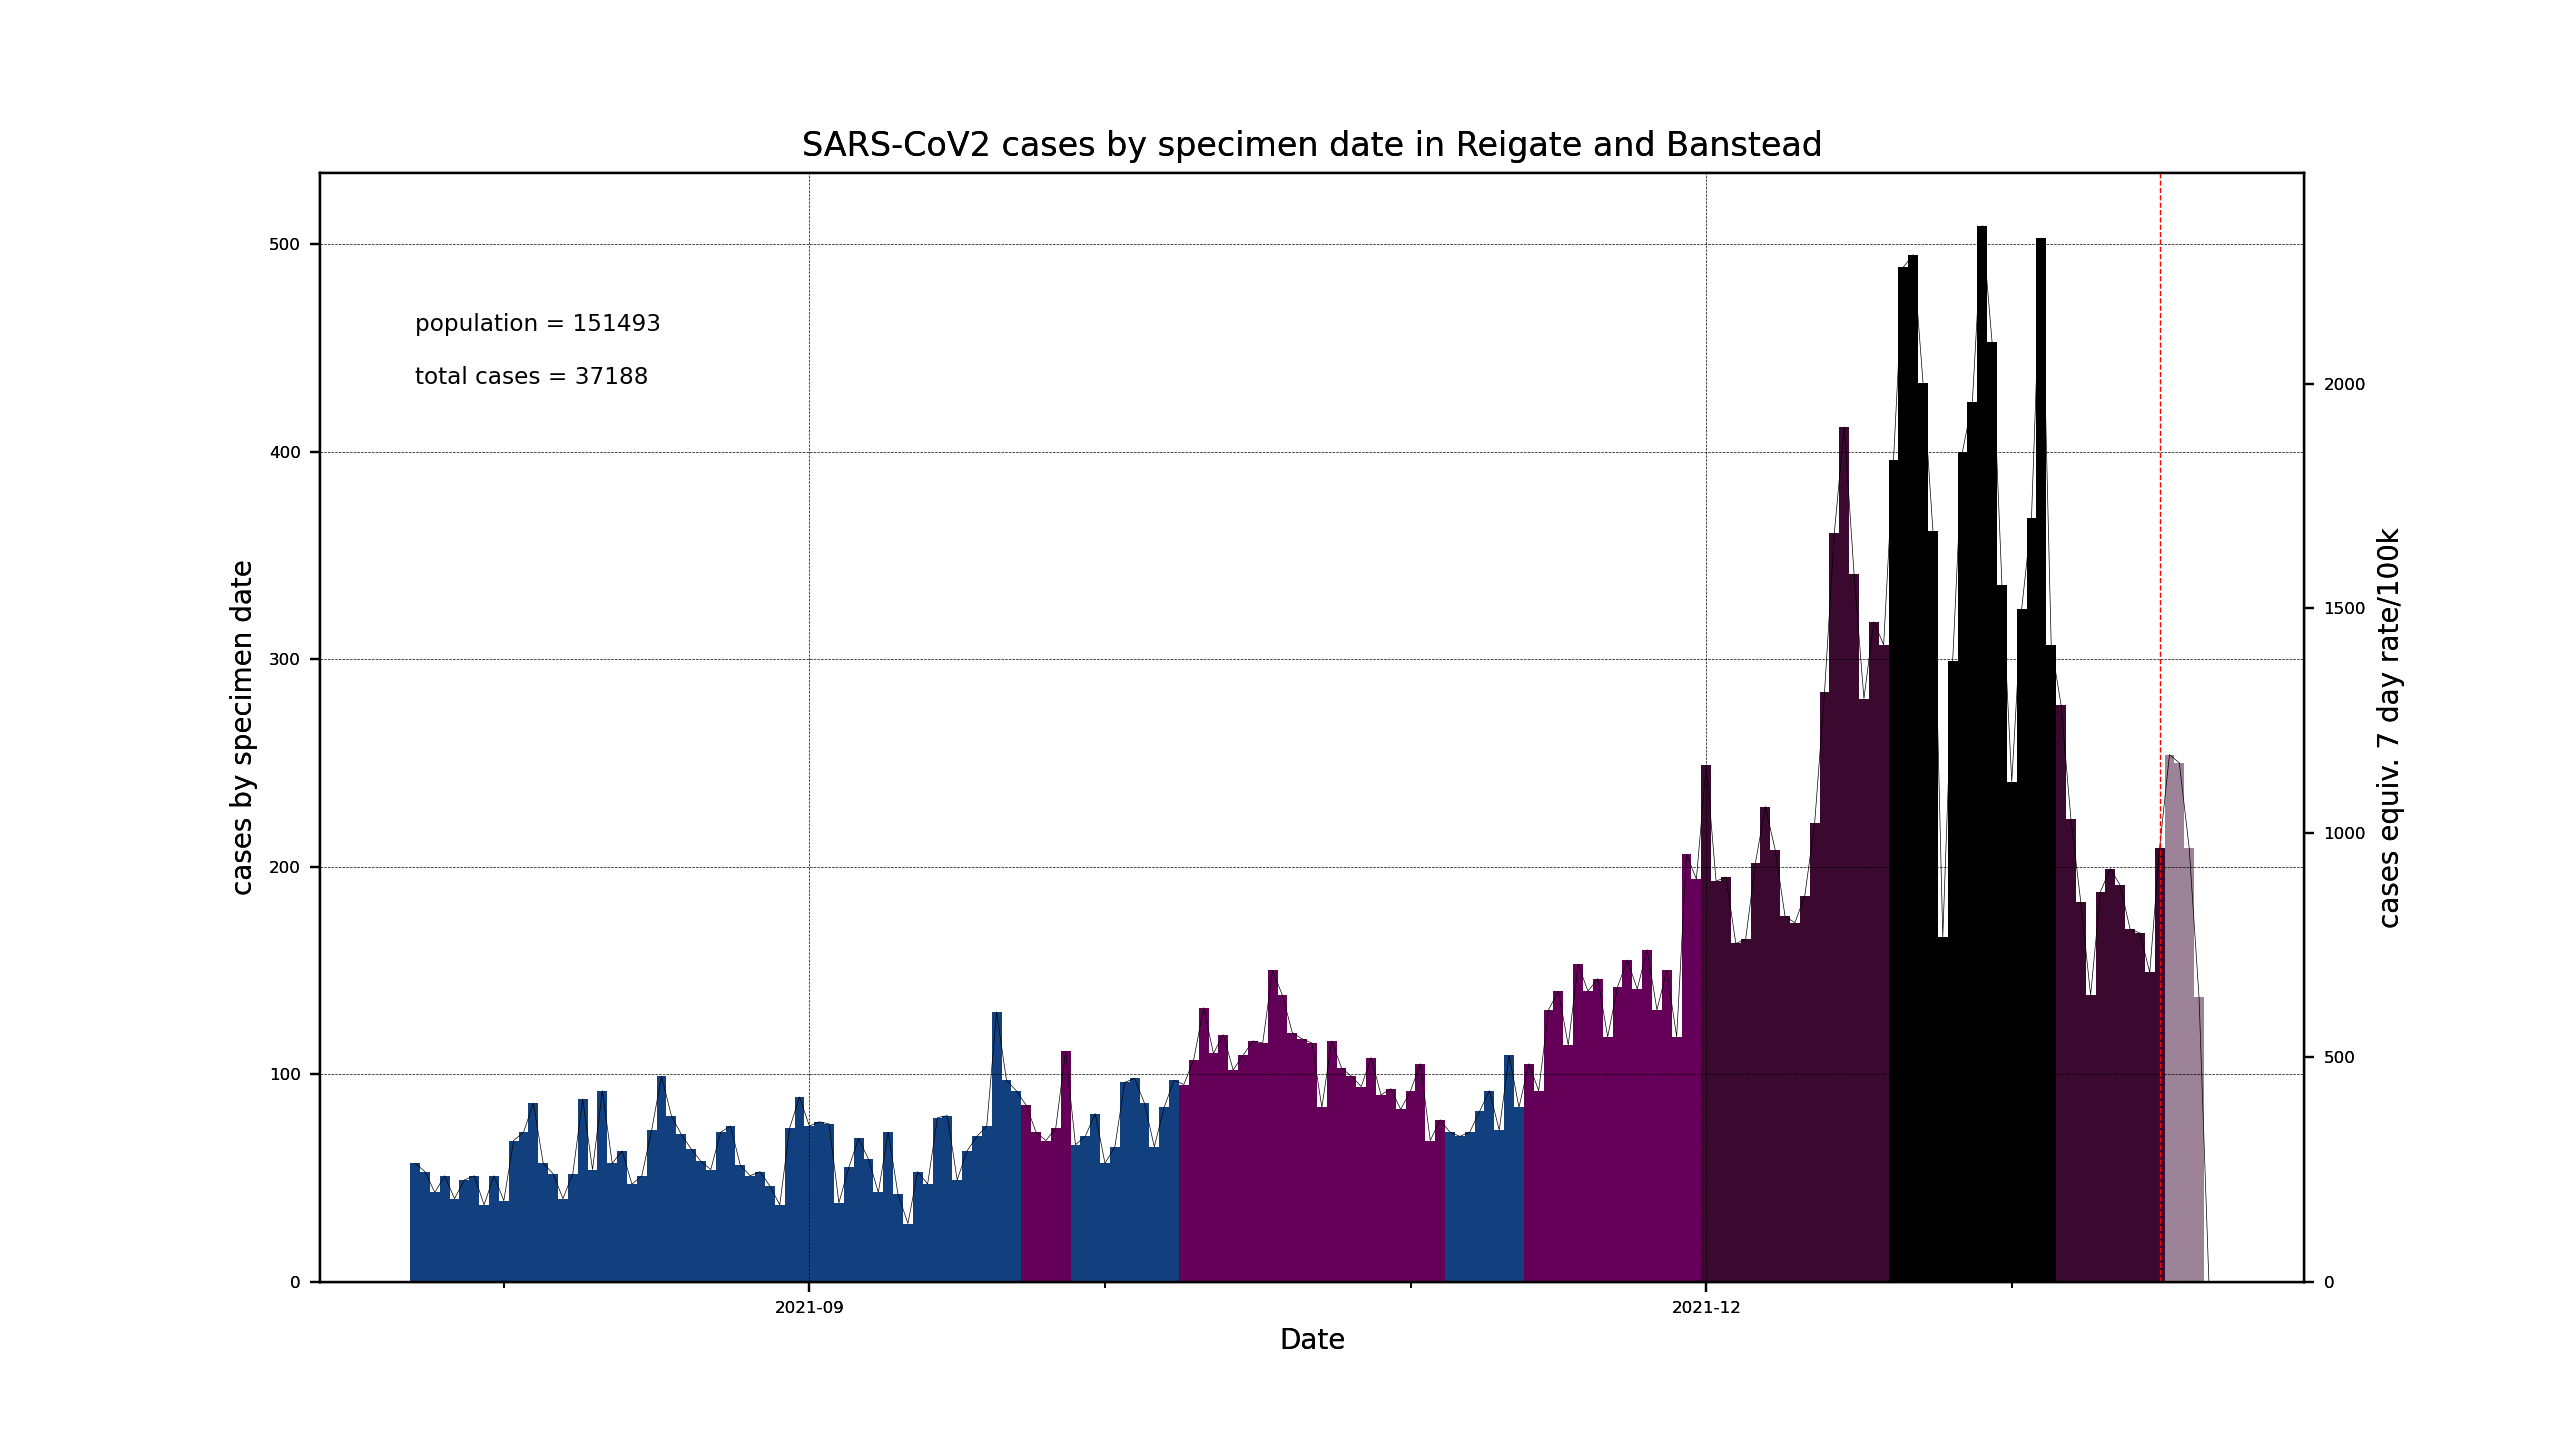 SARS-CoV2 cases by specimen date in Reigate and Banstead
population = 151493
total cases = 37188
cases by specimen date
500
400
300
200
100
0
2000
1500
1000
500
0
cases equiv. 7 day rate/100k
2021-09
2021-12
Date